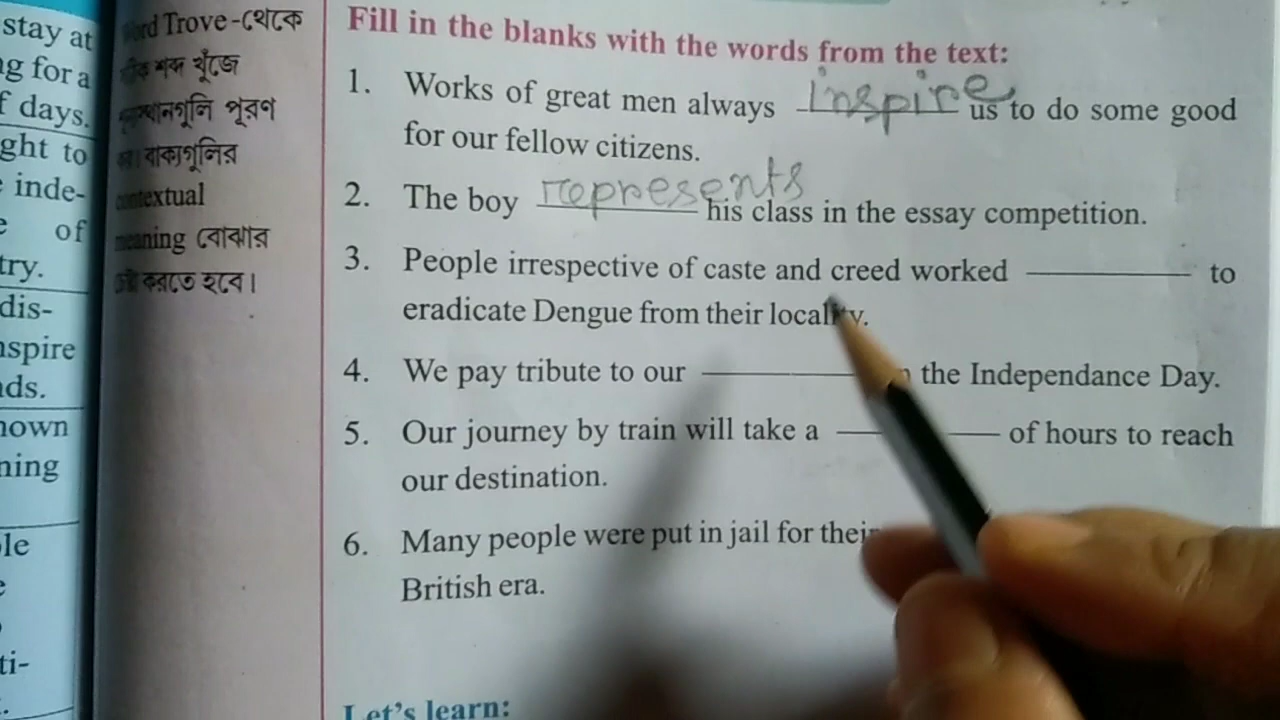 stay at
g for a
f days.
ght to
inde-
of
try.
dis-
nspire
ds.
nown
ning
le
ti-
Trove -থেকে
শব্দ খুঁজে
পূরণ
বাক্যগুলির
contextual
meaning বোঝার
করতে হবে।
Fill in the blanks with the words from the text:
1. Works of great men always inspire us to do some good
for our fellow citizens.
2. The boy represents his class in the essay competition.
3. People irrespective of caste and creed worked ________ to
eradicate Dengue from their locality.
4. We pay tribute to our ________ the Independance Day.
5. Our journey by train will take a ________ of hours to reach
our destination.
6. Many people were put in jail for their
British era.
Let's learn: